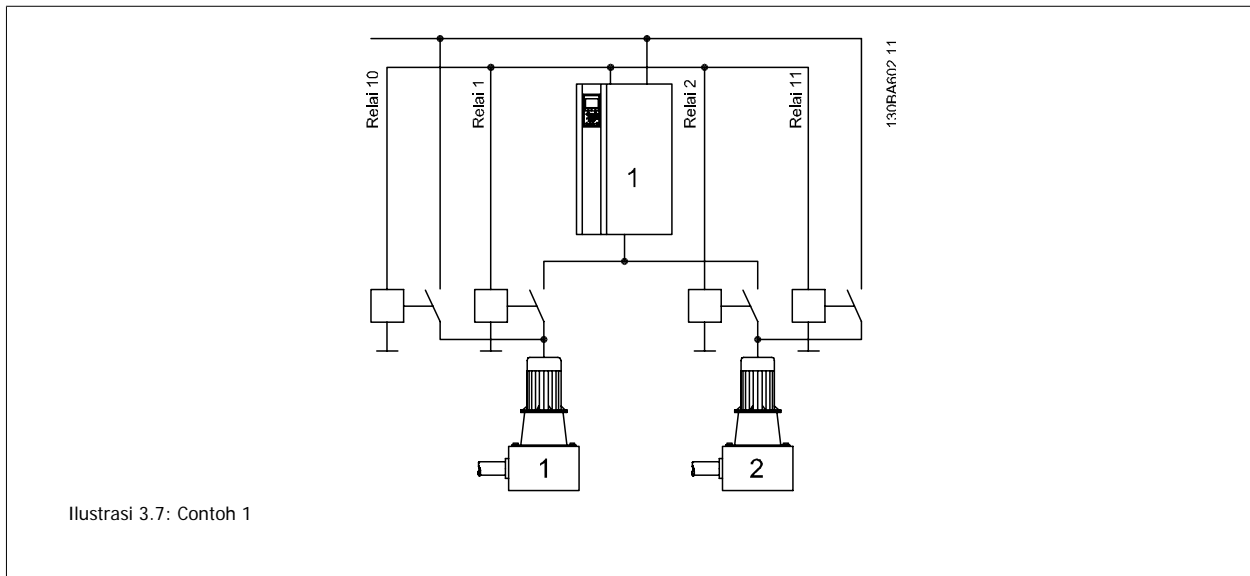 Relai 10
Relai 1
Relai 2
Relai 11
130BA602.11
1
1
2
Ilustrasi 3.7: Contoh 1